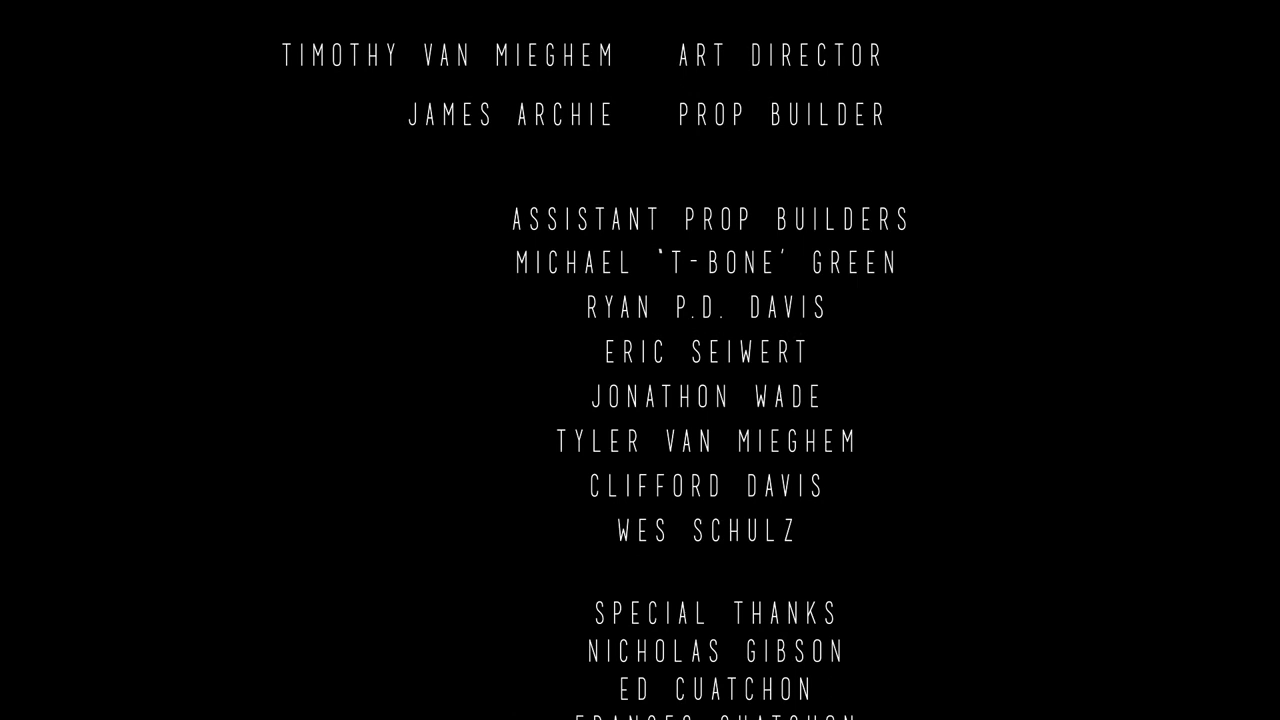 TIMOTHY VAN MIEGHEM ART DIRECTOR
JAMES ARCHIE PROP BUILDER
ASSISTANT PROP BUILDERS
MICHAEL ‘T-BONE’ GREEN
RYAN P.D. DAVIS
ERIC SEIWERT
JONATHON WADE
TYLER VAN MIEGHEM
CLIFFORD DAVIS
WES SCHULZ
SPECIAL THANKS
NICHOLAS GIBSON
ED CUATCHON